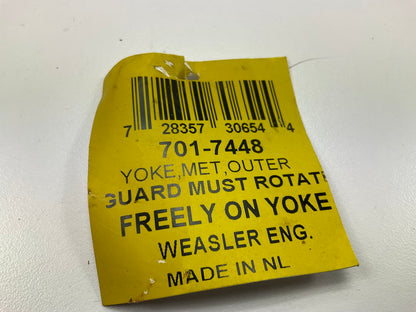 7 28357 30654 4
701-7448
YOKE,MET,OUTER
GUARD MUST ROTATE
FREELY ON YOKE
WEASLER ENG.
MADE IN NL